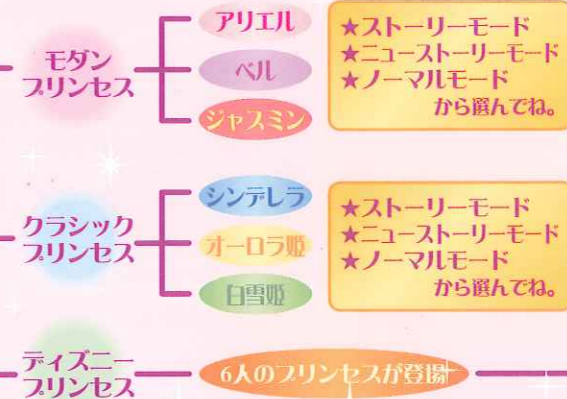 モダン
プリンセス
アリエル
ベル
ジャスミン
★ストーリーモード
★ニューストーリーモード
★ノーマルモード
から選んでね。
クラシック
プリンセス
シンデレラ
オーロラ姫
白雪姫
★ストーリーモード
★ニューストーリーモード
★ノーマルモード
から選んでね。
ディズニー
プリンセス
6人のプリンセスが登場